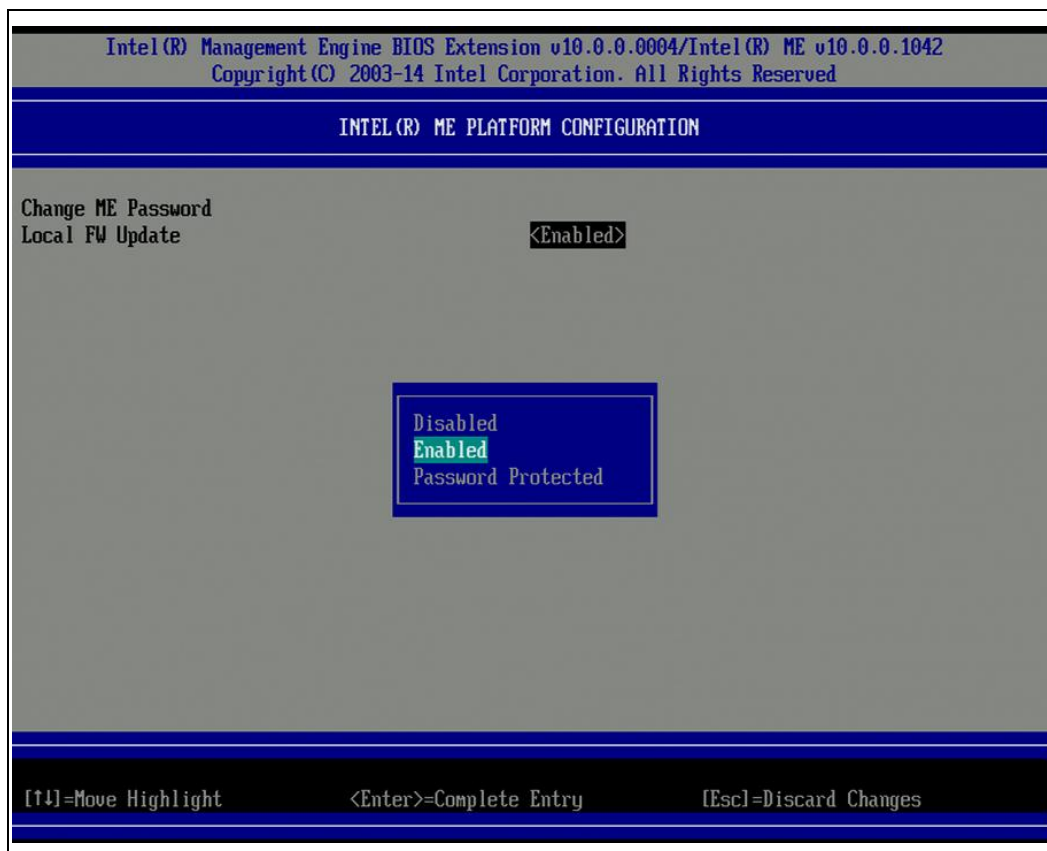 Intel(R) Management Engine BIOS Extension v10.0.0.0004/Intel(R) ME v10.0.0.1042
Copyright(C) 2003-14 Intel Corporation. All Rights Reserved
INTEL(R) ME PLATFORM CONFIGURATION
Change ME Password
Local FW Update <Enabled>
Disabled
Enabled
Password Protected
[↑↓]=Move Highlight <Enter>=Complete Entry [Esc]=Discard Changes